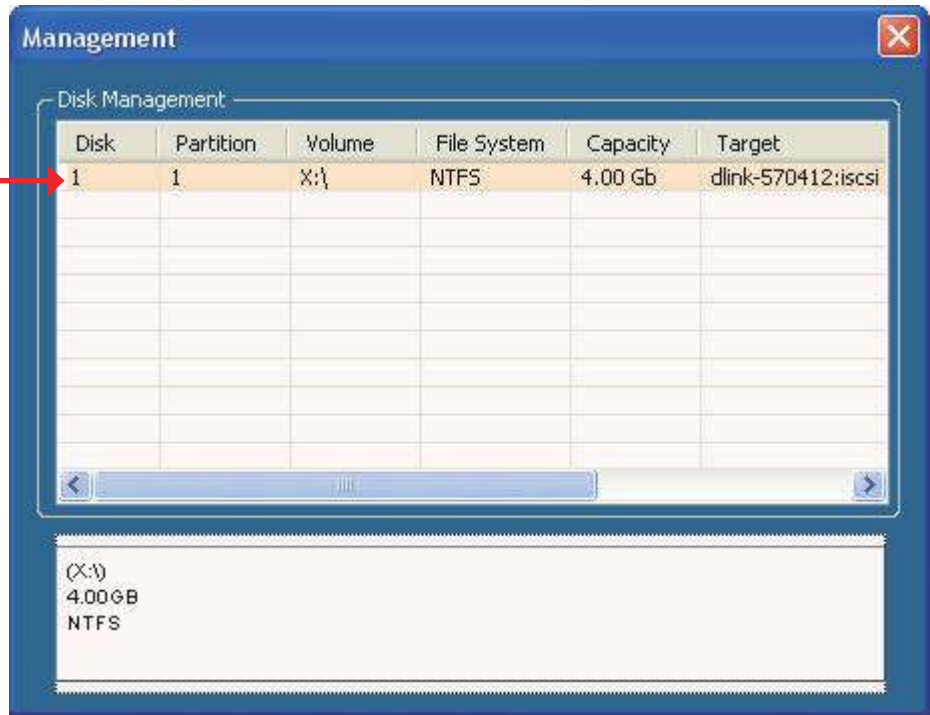 Management
Disk Management
Disk Partition Volume File System Capacity Target
1 1 X:\ NTFS 4.00 Gb dlink-570412:iscsi
(X:\)
4.00GB
NTFS